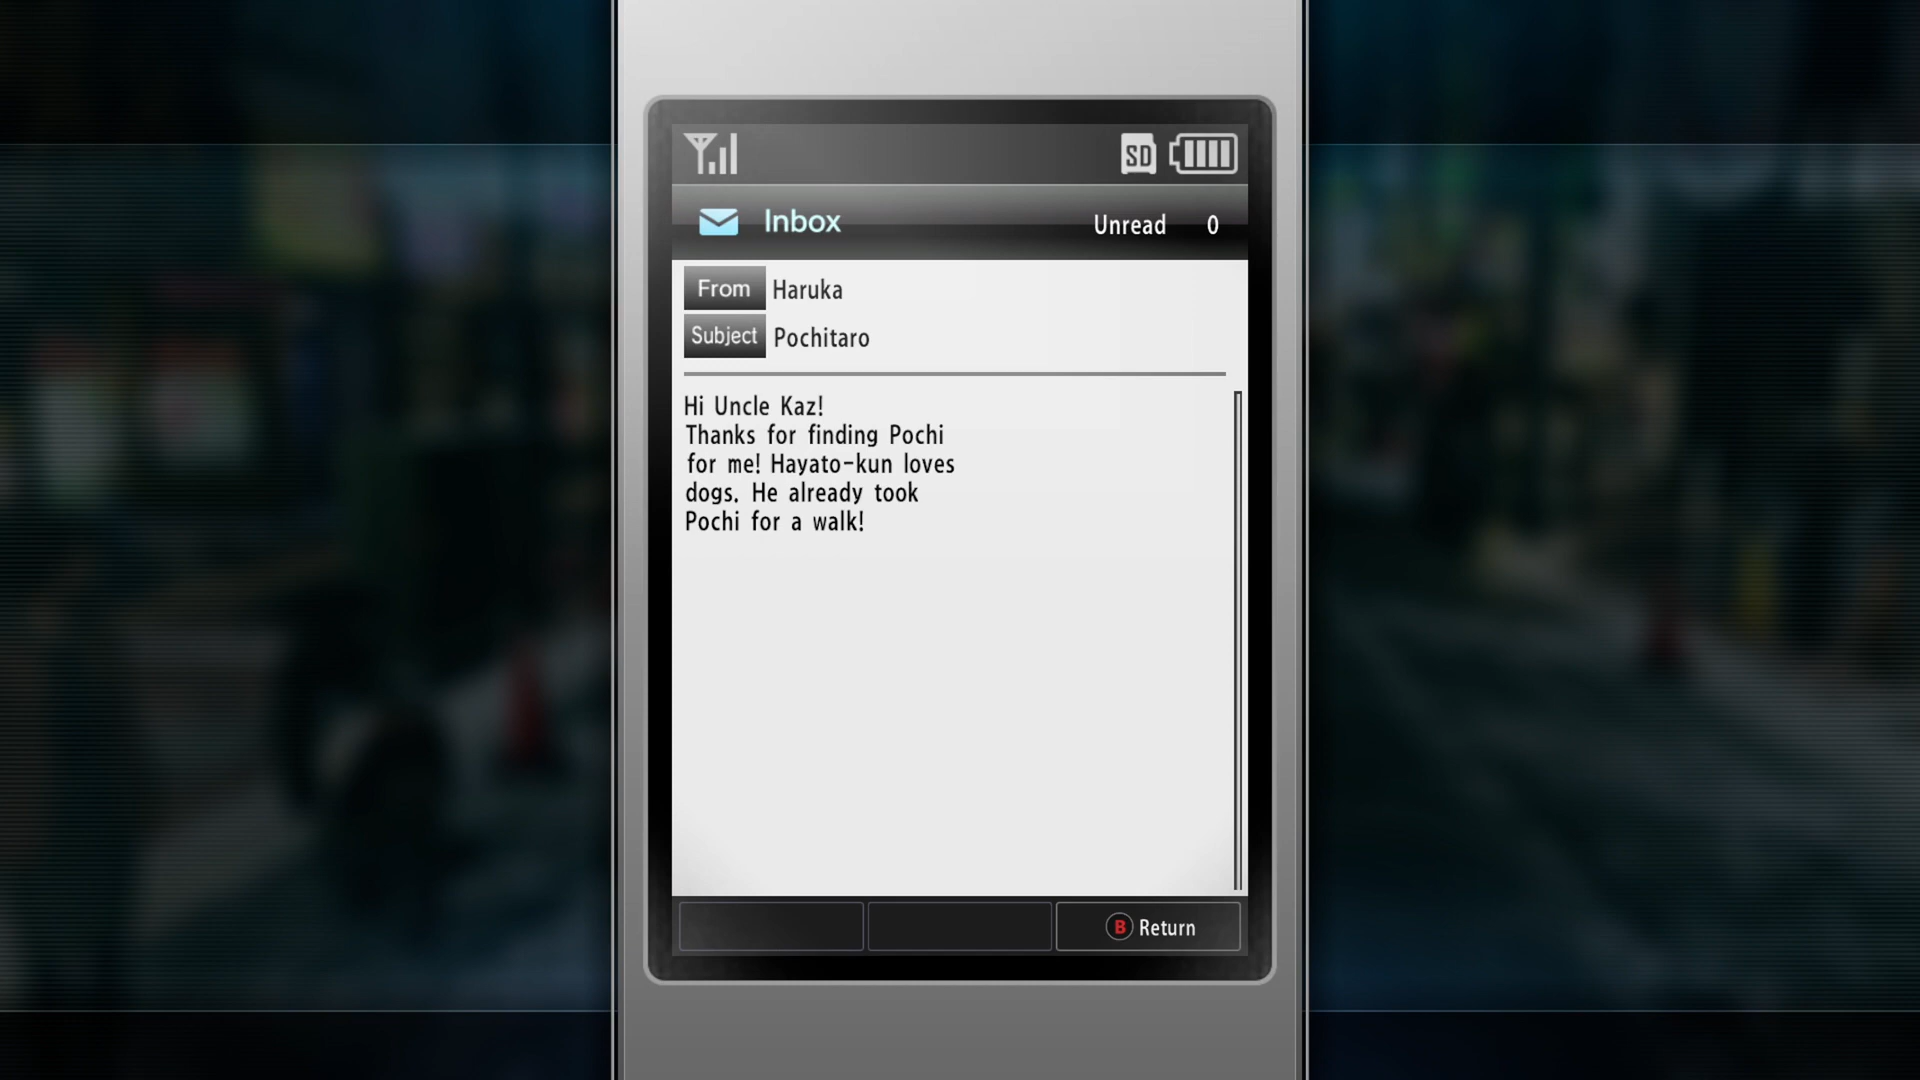 SD
Inbox
Unread 0
From Haruka
Subject Pochitaro
Hi Uncle Kaz!
Thanks for finding Pochi
for me! Hayato-kun loves
dogs. He already took
Pochi for a walk!
B Return